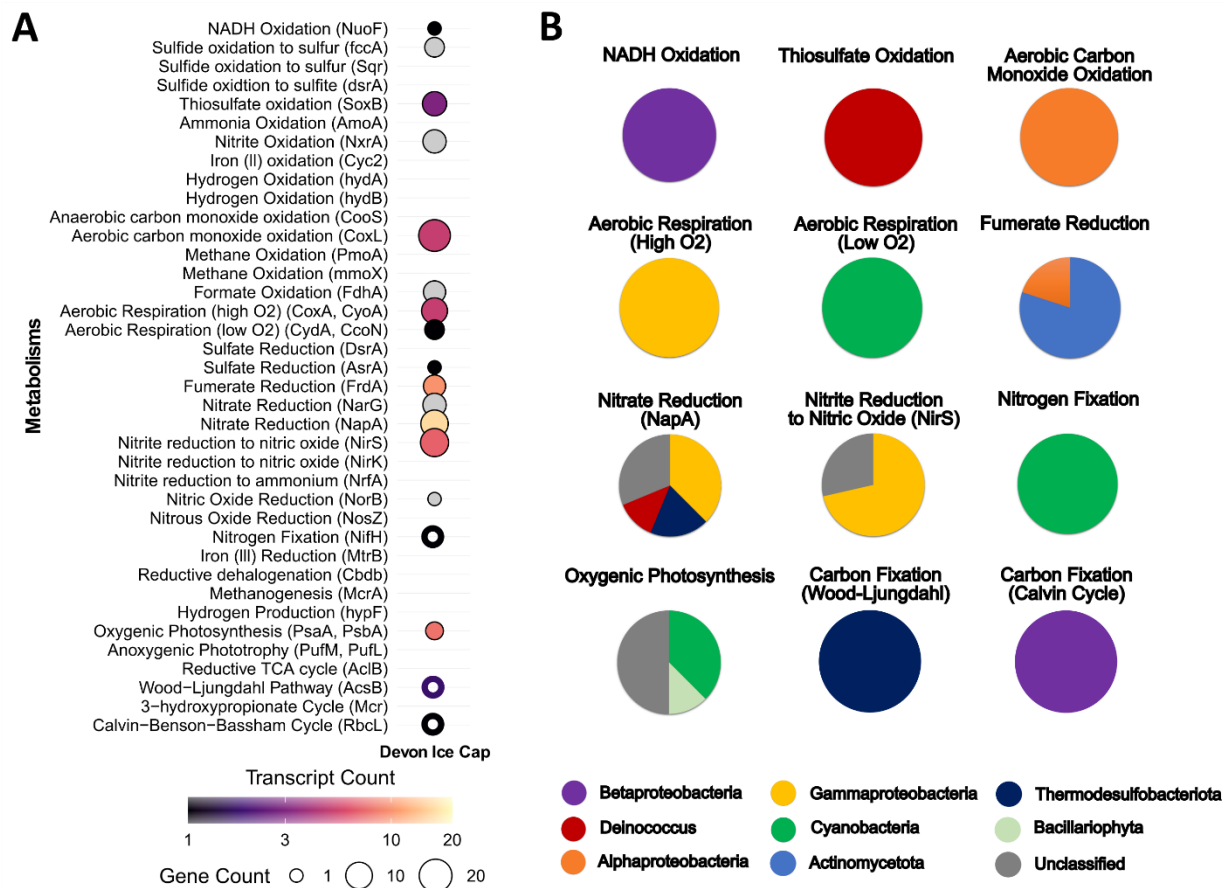 A
NADH Oxidation (NuoF)
Sulfide oxidation to sulfur (fccA)
Sulfide oxidation to sulfur (Sqr)
Sulfide oxidtion to sulfite (dsrA)
Thiosulfate oxidation (SoxB)
Ammonia Oxidation (AmoA)
Nitrite Oxidation (NxrA)
Iron (II) oxidation (Cyc2)
Hydrogen Oxidation (hydA)
Hydrogen Oxidation (hydB)
Anaerobic carbon monoxide oxidation (CooS)
Aerobic carbon monoxide oxidation (CoxL)
Methane Oxidation (PmoA)
Methane Oxidation (mmoX)
Formate Oxidation (FdhA)
Aerobic Respiration (high O2) (CoxA, CyoA)
Aerobic Respiration (low O2) (CydA, CcoN)
Sulfate Reduction (DsrA)
Sulfate Reduction (AsrA)
Fumerate Reduction (FrdA)
Nitrate Reduction (NarG)
Nitrate Reduction (NapA)
Nitrite reduction to nitric oxide (NirS)
Nitrite reduction to nitric oxide (NirK)
Nitrite reduction to ammonium (NrfA)
Nitric Oxide Reduction (NorB)
Nitrous Oxide Reduction (NosZ)
Nitrogen Fixation (NifH)
Iron (III) Reduction (MtrB)
Reductive dehalogenation (Cbdb)
Methanogenesis (McrA)
Hydrogen Production (hypF)
Oxygenic Photosynthesis (PsaA, PsbA)
Anoxygenic Phototrophy (PufM, PufL)
Reductive TCA cycle (AclB)
Wood−Ljungdahl Pathway (AcsB)
3−hydroxypropionate Cycle (Mcr)
Calvin−Benson−Bassham Cycle (RbcL)
Metabolisms
Devon Ice Cap
Transcript Count
1 3 10 20
Gene Count 1 10 20
B
NADH Oxidation
Thiosulfate Oxidation
Aerobic Carbon
Monoxide Oxidation
Aerobic Respiration
(High O2)
Aerobic Respiration
(Low O2)
Fumerate Reduction
Nitrate Reduction
(NapA)
Nitrite Reduction
to Nitric Oxide (NirS)
Nitrogen Fixation
Oxygenic Photosynthesis
Carbon Fixation
(Wood-Ljungdahl)
Carbon Fixation
(Calvin Cycle)
Betaproteobacteria
Gammaproteobacteria
Thermodesulfobacteriota
Deinococcus
Cyanobacteria
Bacillariophyta
Alphaproteobacteria
Actinomycetota
Unclassified